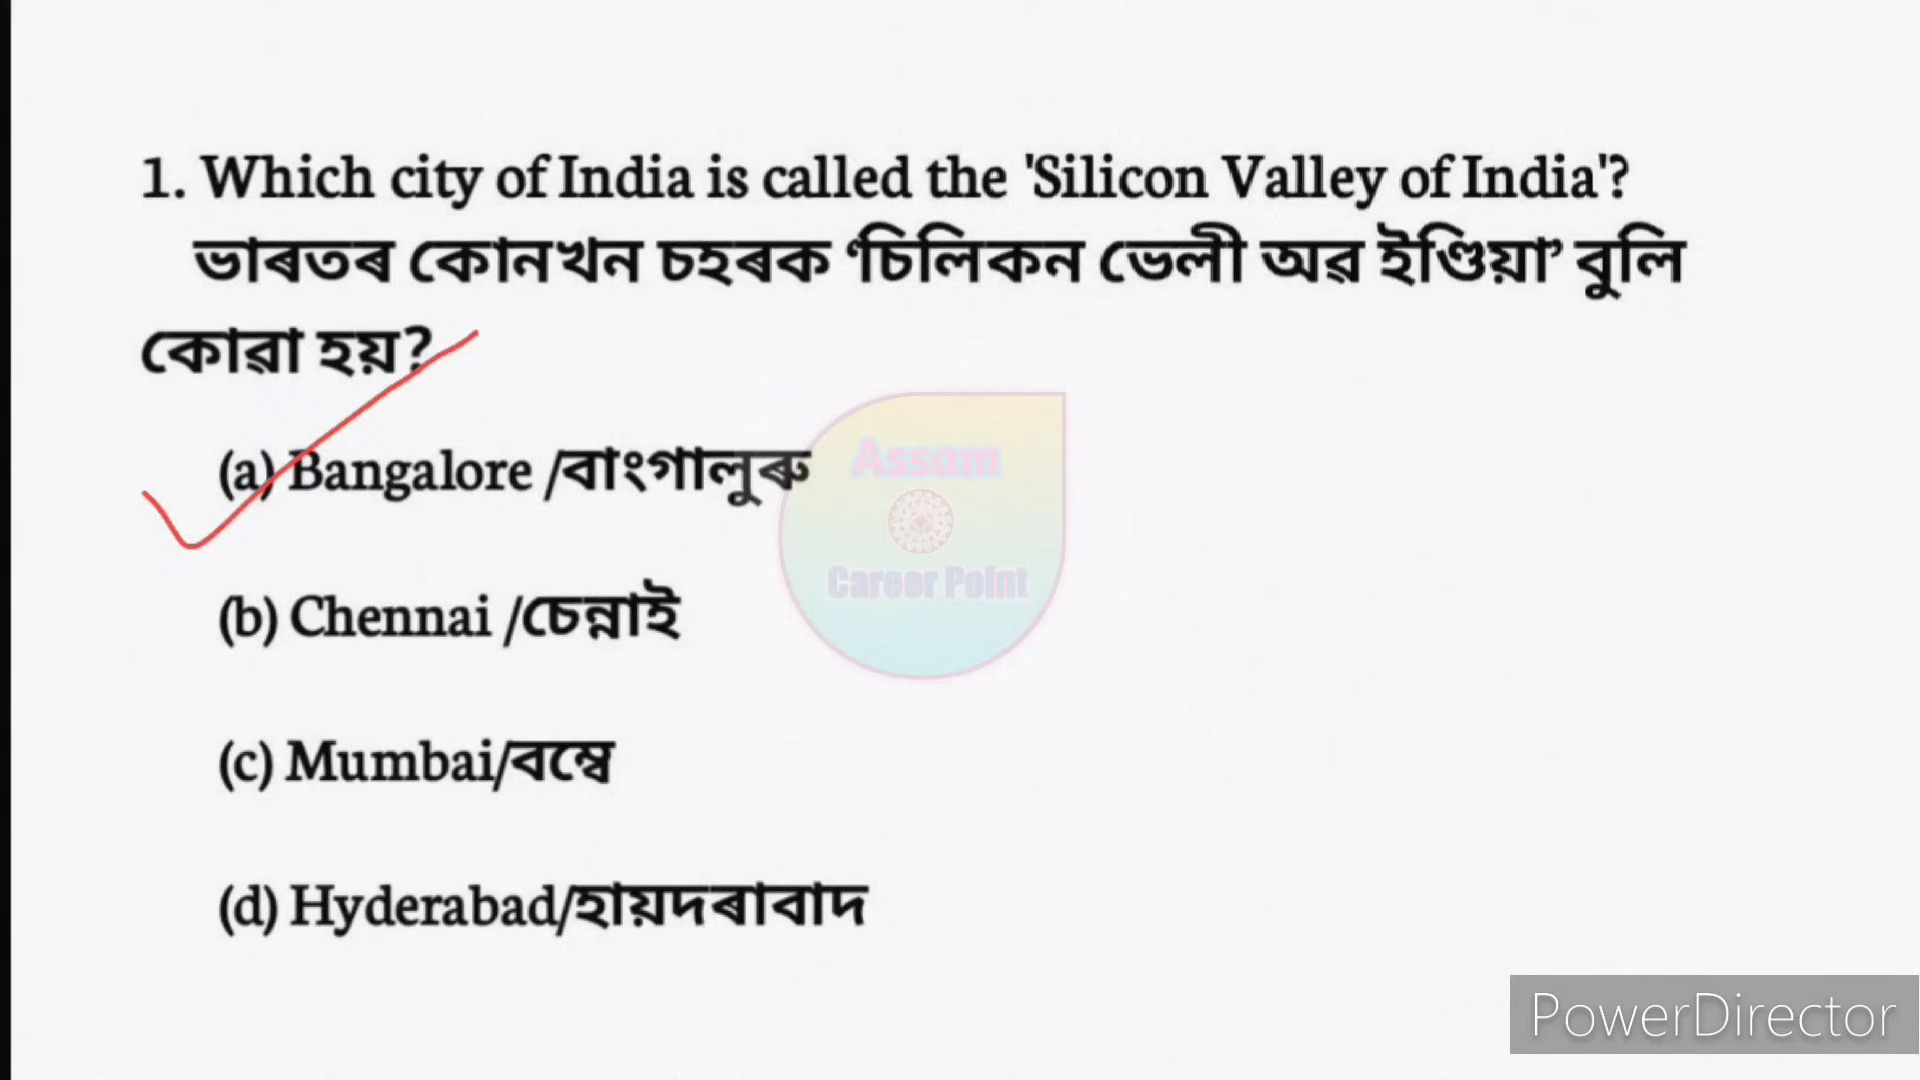 1. Which city of India is called the 'Silicon Valley of India'?
ভাৰতৰ কোনখন চহৰক ‘চিলিকন ভেলী অৱ ইণ্ডিয়া’ বুলি
কোৱা হয়?
(a) Bangalore /বাংগালুৰু
Assam
Career Point
(b) Chennai /চেন্নাই
(c) Mumbai/বম্বে
(d) Hyderabad/হায়দৰাবাদ
PowerDirector